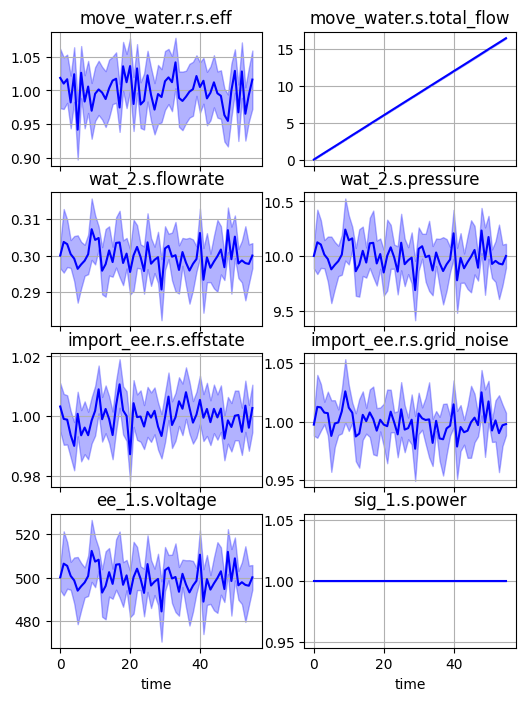 move_water.r.s.eff
1.05
1.00
0.95
0.90
move_water.s.total_flow
15
10
5
0
wat_2.s.flowrate
0.31
0.30
0.29
wat_2.s.pressure
10.5
10.0
9.5
import_ee.r.s.effstate
1.02
1.00
0.98
import_ee.r.s.grid_noise
1.05
1.00
0.95
ee_1.s.voltage
520
500
480
0 20 40
time
sig_1.s.power
1.05
1.00
0.95
0 20 40
time